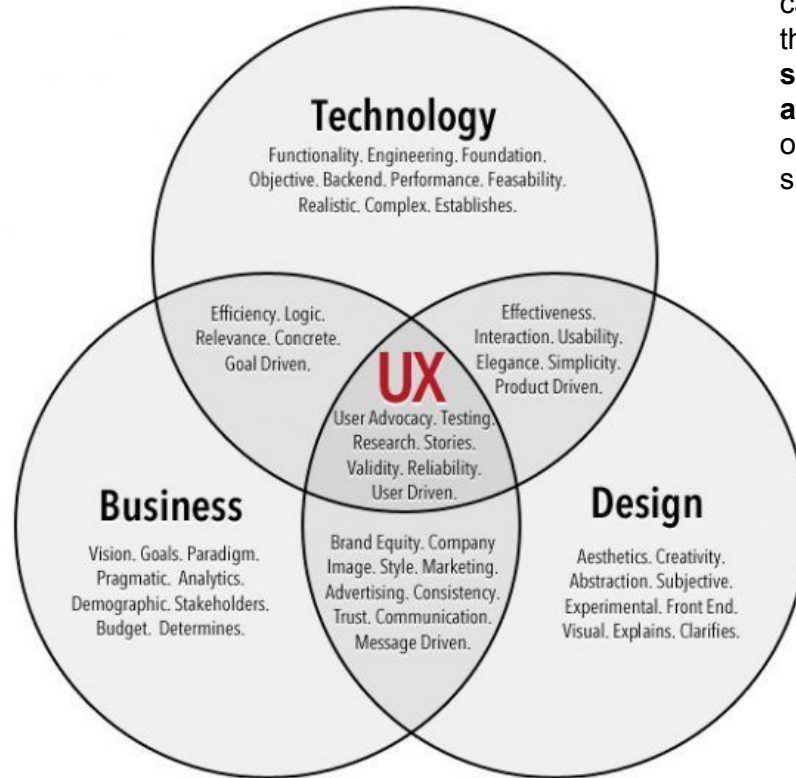 Technology
Functionality. Engineering. Foundation.
Objective. Backend. Performance. Feasability.
Realistic. Complex. Establishes.
Efficiency. Logic.
Relevance. Concrete.
Goal Driven.
Effectiveness.
Interaction. Usability.
Elegance. Simplicity.
Product Driven.
UX
User Advocacy. Testing.
Research. Stories.
Validity. Reliability.
User Driven.
Business
Vision. Goals. Paradigm.
Pragmatic. Analytics.
Demographic. Stakeholders.
Budget. Determines.
Brand Equity. Company
Image. Style. Marketing.
Advertising. Consistency.
Trust. Communication.
Message Driven.
Design
Aesthetics. Creativity.
Abstraction. Subjective.
Experimental. Front End.
Visual. Explains. Clarifies.